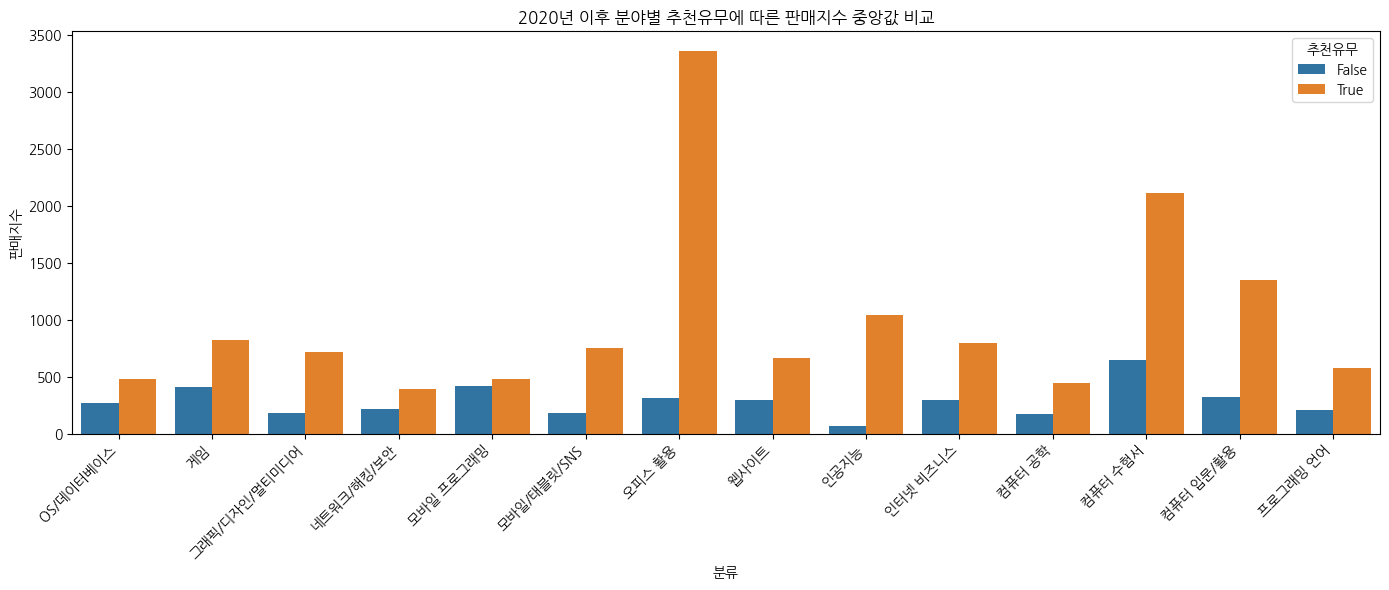 2020년 이후 분야별 추천유무에 따른 판매지수 중앙값 비교
추천유무
False
True
판매지수
3500
3000
2500
2000
1500
1000
500
0
OS/데이터베이스
게임
그래픽/디자인/멀티미디어
네트워크/해킹/보안
모바일 프로그래밍
모바일/태블릿/SNS
오피스 활용
웹사이트
인공지능
인터넷 비즈니스
컴퓨터 공학
컴퓨터 수험서
컴퓨터 입문/활용
프로그래밍 언어
분류